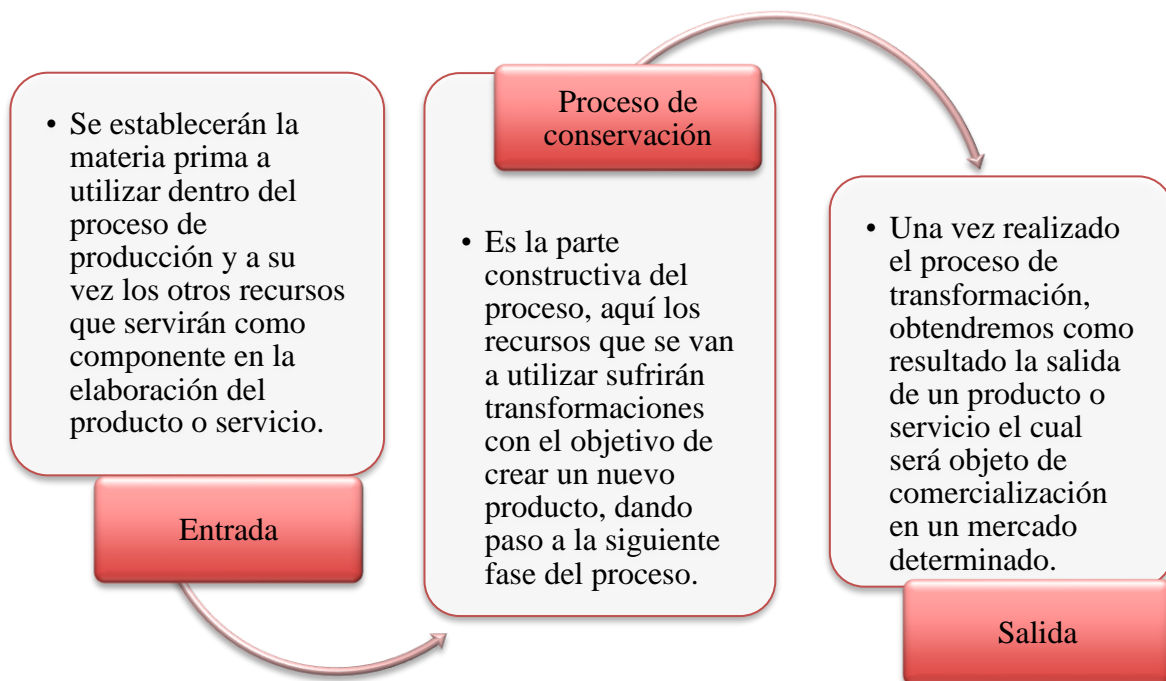 • Se establecerán la
materia prima a
utilizar dentro del
proceso de
producción y a su
vez los otros recursos
que servirán como
componente en la
elaboración del
producto o servicio.
Entrada
Proceso de
conservación
• Es la parte
constructiva del
proceso, aquí los
recursos que se van
a utilizar sufrirán
transformaciones
con el objetivo de
crear un nuevo
producto, dando
paso a la siguiente
fase del proceso.
• Una vez realizado
el proceso de
transformación,
obtendremos como
resultado la salida
de un producto o
servicio el cual
será objeto de
comercialización
en un mercado
determinado.
Salida